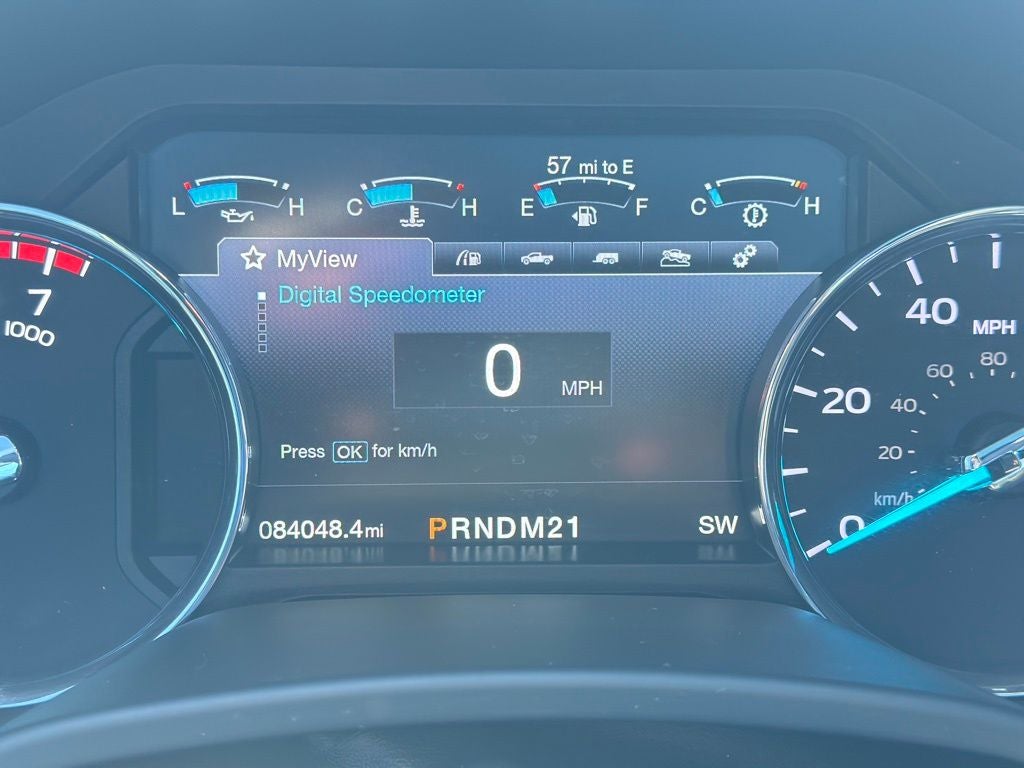 57 mi to E
L H C H E F C H
MyView
Digital Speedometer
0 MPH
Press OK for km/h
084048.4mi PRNDM21 SW
7
1000
40 MPH
60 80
20 40
20
km/h
0